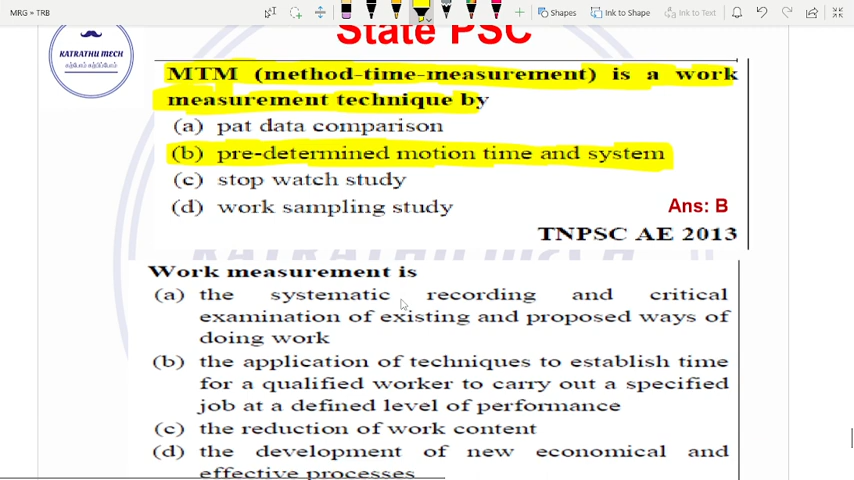 MRG » TRB
Shapes
Ink to Shape
Ink to Text
State PSC
KATRATHU MECH
கற்போம் கற்பிப்போம்
MTM (method-time-measurement) is a work
measurement technique by
(a) pat data comparison
(b) pre-determined motion time and system
(c) stop watch study
(d) work sampling study
Ans: B
TNPSC AE 2013
KATRATHU MECH
Work measurement is
(a) the systematic recording and critical
examination of existing and proposed ways of
doing work
(b) the application of techniques to establish time
for a qualified worker to carry out a specified
job at a defined level of performance
(c) the reduction of work content
(d) the development of new economical and
effective processes